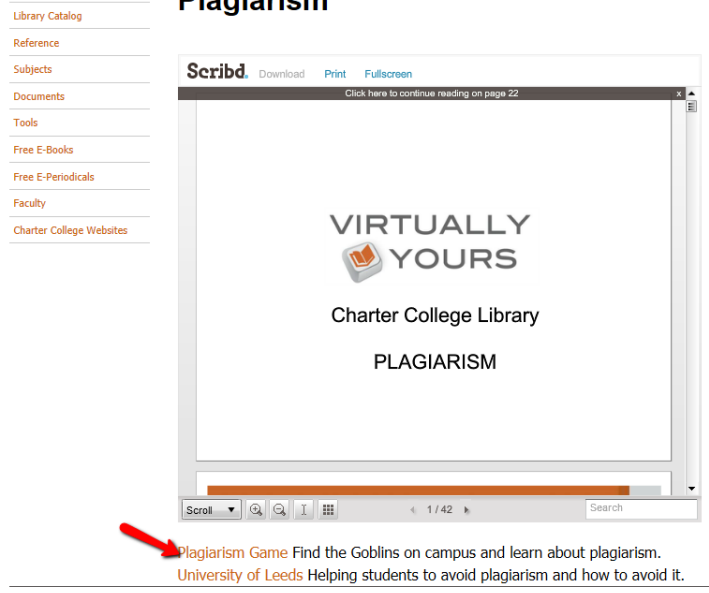 Plagiarism
Library Catalog
Reference
Subjects
Documents
Tools
Free E-Books
Free E-Periodicals
Faculty
Charter College Websites
Scribd. Download Print Fullscreen
Click here to continue reading on page 22 x
VIRTUALLY
YOURS
Charter College Library
PLAGIARISM
Scroll 1 / 42 Search
Plagiarism Game Find the Goblins on campus and learn about plagiarism.
University of Leeds Helping students to avoid plagiarism and how to avoid it.